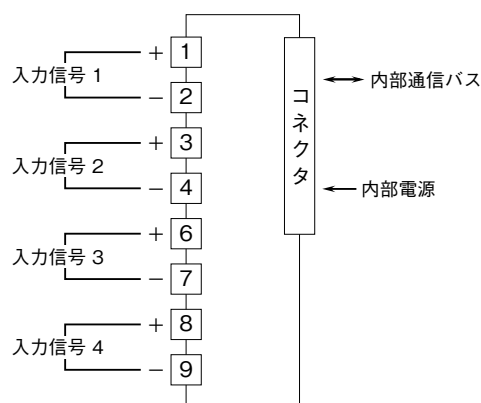 入力信号 1
+ 1
− 2
入力信号 2
+ 3
− 4
入力信号 3
+ 6
− 7
入力信号 4
+ 8
− 9
コネクタ
内部通信バス
内部電源